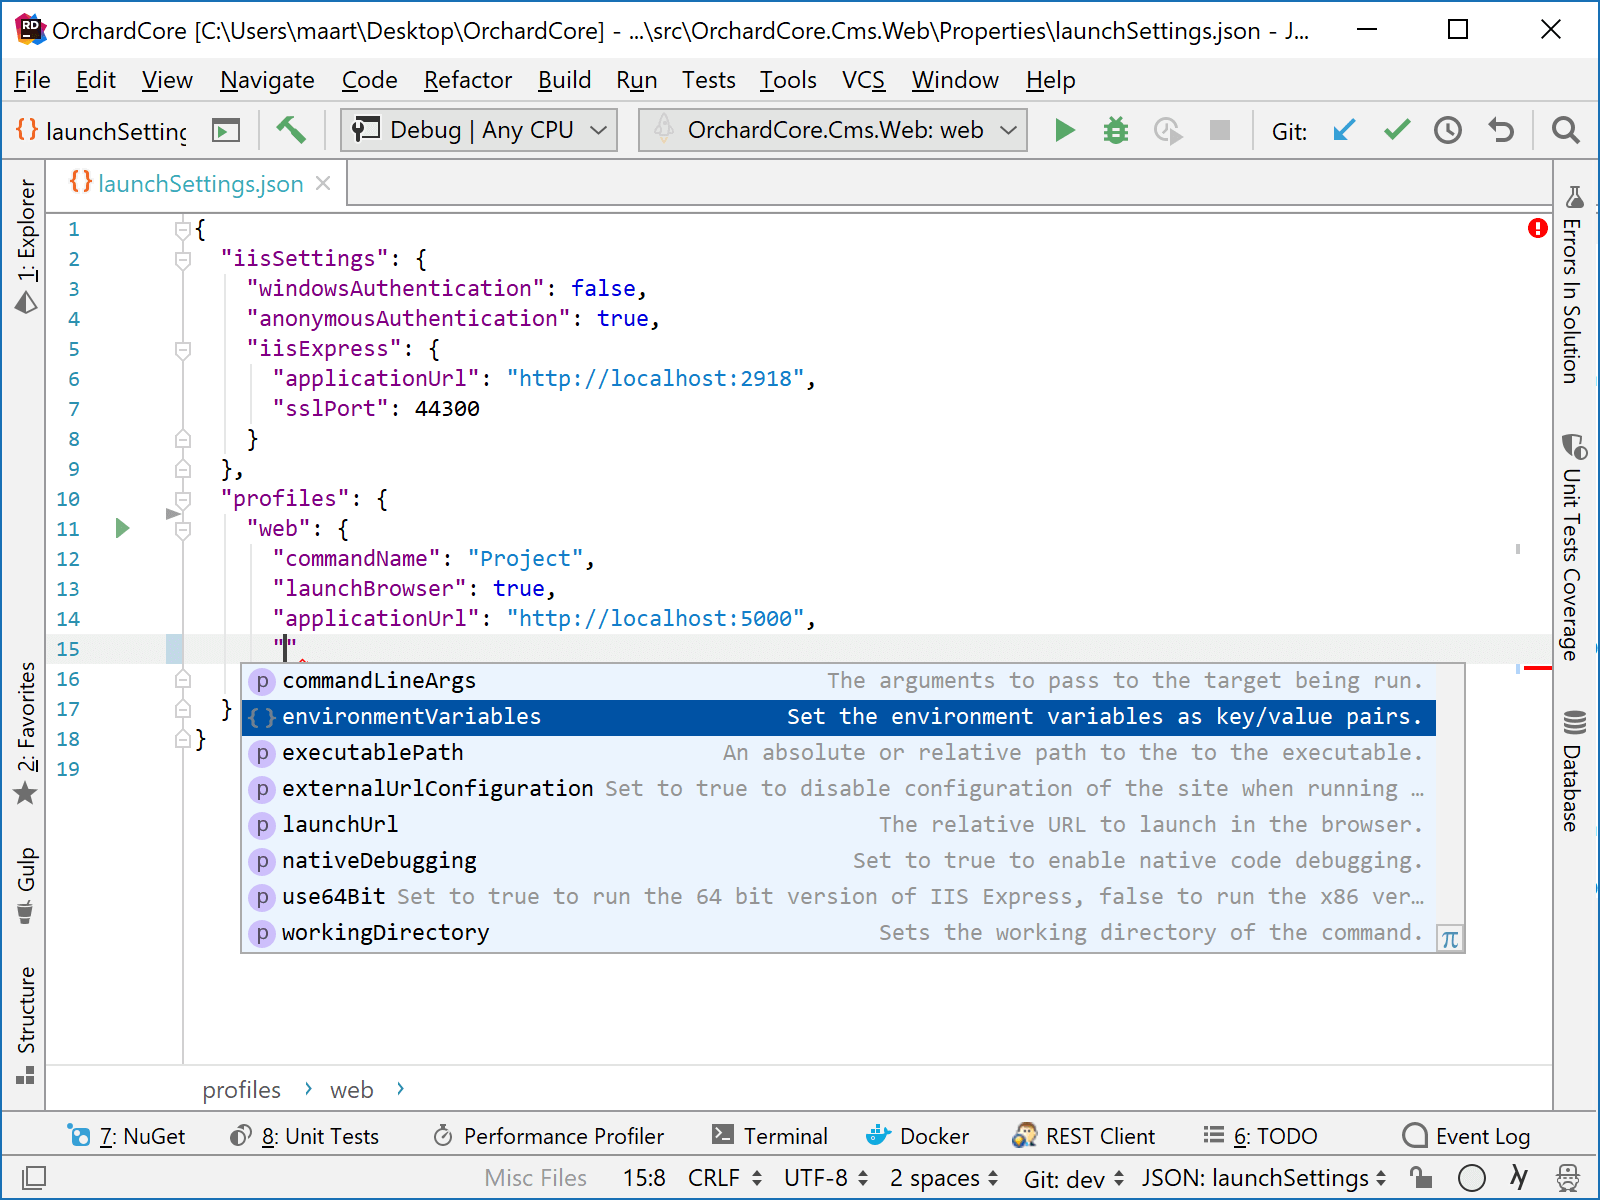 RD OrchardCore [C:\Users\maart\Desktop\OrchardCore] - ...\src\OrchardCore.Cms.Web\Properties\launchSettings.json - J...
File Edit View Navigate Code Refactor Build Run Tests Tools VCS Window Help
{} launchSetting Debug | Any CPU OrchardCore.Cms.Web: web Git:
{} launchSettings.json
1 {
2 "iisSettings": {
3 "windowsAuthentication": false,
4 "anonymousAuthentication": true,
5 "iisExpress": {
6 "applicationUrl": "http://localhost:2918",
7 "sslPort": 44300
8 }
9 },
10 "profiles": {
11 "web": {
12 "commandName": "Project",
13 "launchBrowser": true,
14 "applicationUrl": "http://localhost:5000",
15 ""
16
17 }
18 }
19
p commandLineArgs The arguments to pass to the target being run.
{} environmentVariables Set the environment variables as key/value pairs.
p executablePath An absolute or relative path to the to the executable.
p externalUrlConfiguration Set to true to disable configuration of the site when running …
p launchUrl The relative URL to launch in the browser.
p nativeDebugging Set to true to enable native code debugging.
p use64Bit Set to true to run the 64 bit version of IIS Express, false to run the x86 ver…
p workingDirectory Sets the working directory of the command.
π
1: Explorer
2: Favorites
Gulp
Structure
Errors In Solution
Unit Tests Coverage
Database
profiles › web ›
7: NuGet 8: Unit Tests Performance Profiler Terminal Docker REST Client 6: TODO Event Log
Misc Files 15:8 CRLF UTF-8 2 spaces Git: dev JSON: launchSettings